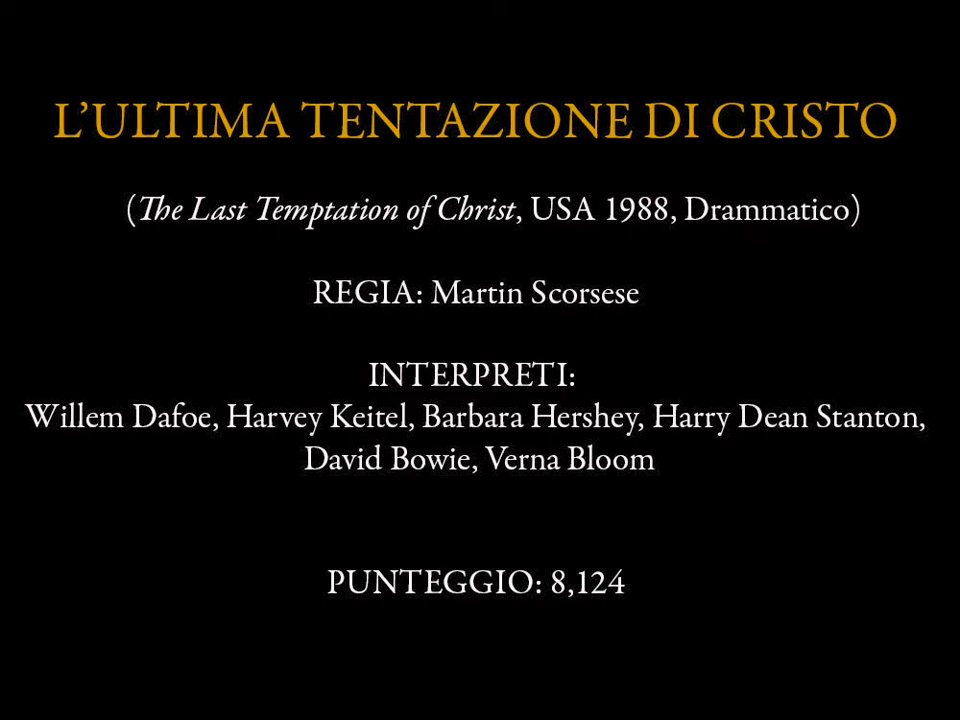 L’ULTIMA TENTAZIONE DI CRISTO
(The Last Temptation of Christ, USA 1988, Drammatico)
REGIA: Martin Scorsese
INTERPRETI:
Willem Dafoe, Harvey Keitel, Barbara Hershey, Harry Dean Stanton,
David Bowie, Verna Bloom
PUNTEGGIO: 8,124